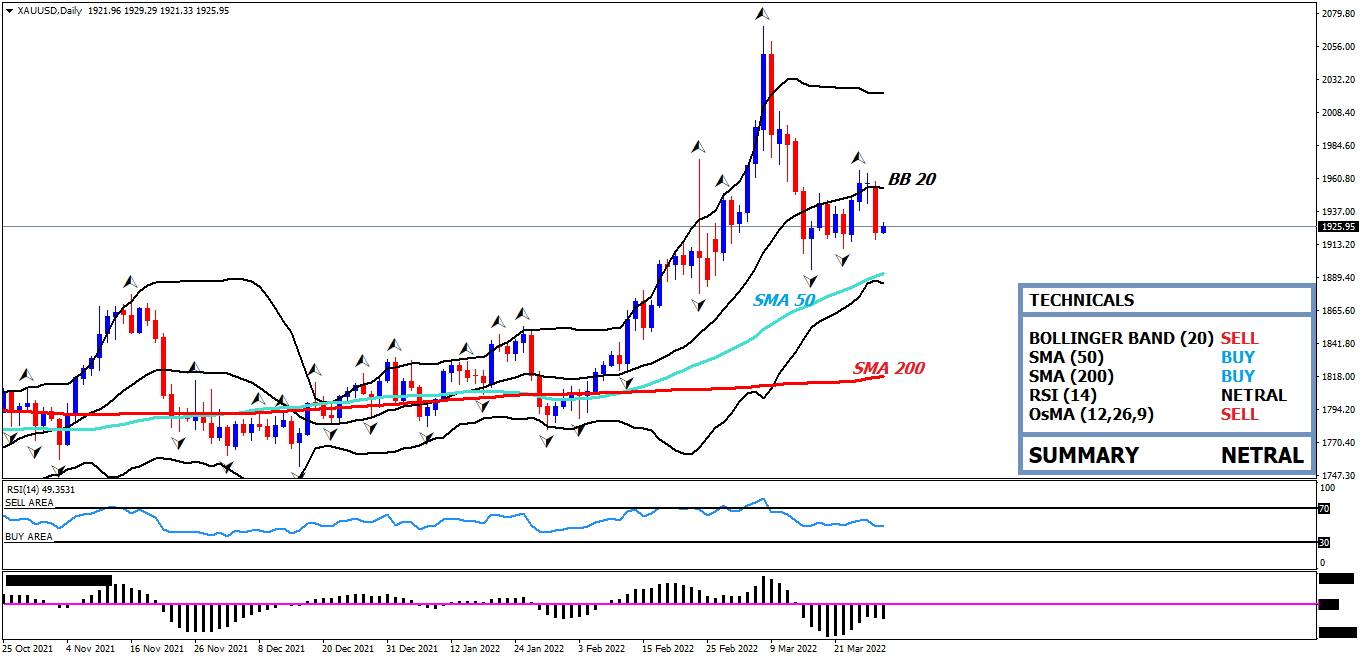 XAUUSD,Daily 1921.96 1929.29 1921.33 1925.95
2079.80
2056.00
2032.20
2008.40
1984.60
1960.80
1937.00
1925.95
1913.20
1889.40
1865.60
1841.80
1818.00
1794.20
1770.40
1747.30
BB 20
SMA 50
SMA 200
TECHNICALS
BOLLINGER BAND (20) SELL
SMA (50) BUY
SMA (200) BUY
RSI (14) NETRAL
OsMA (12,26,9) SELL
SUMMARY NETRAL
RSI(14) 49.3531
SELL AREA
BUY AREA
100
70
30
0
25 Oct 2021 4 Nov 2021 16 Nov 2021 26 Nov 2021 8 Dec 2021 20 Dec 2021 31 Dec 2021 12 Jan 2022 24 Jan 2022 3 Feb 2022 15 Feb 2022 25 Feb 2022 9 Mar 2022 21 Mar 2022